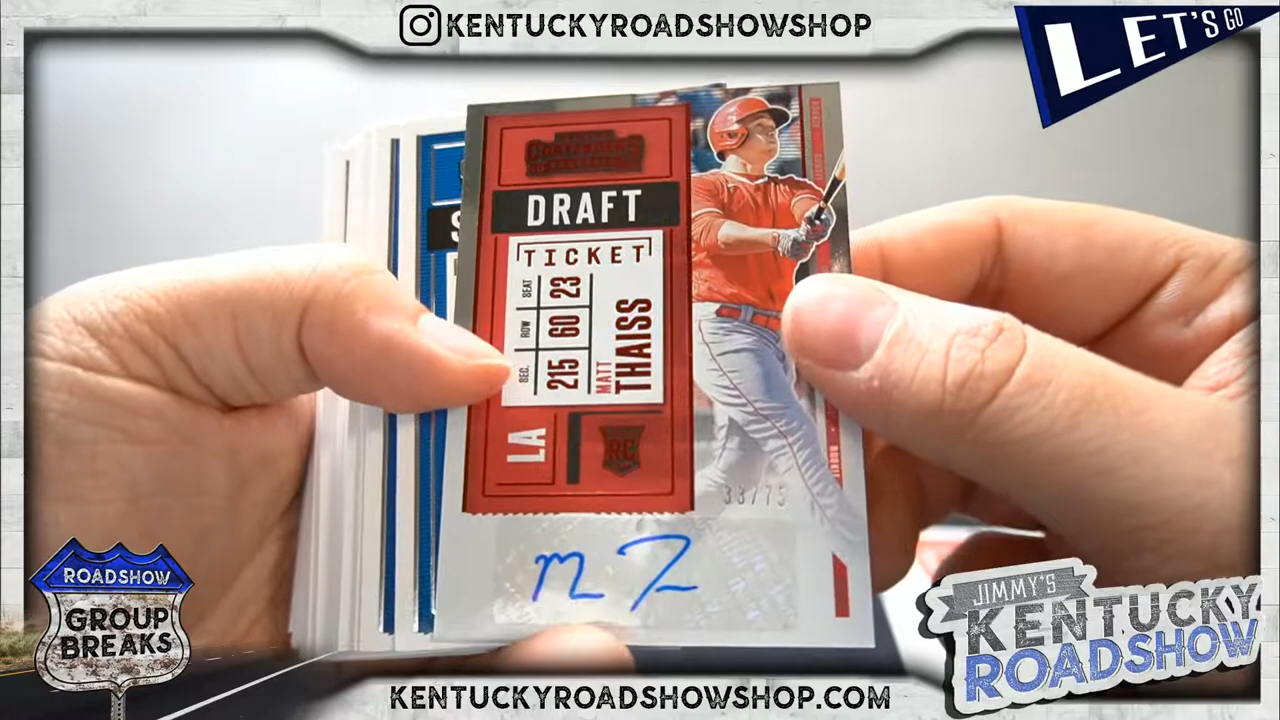 KENTUCKYROADSHOWSHOP
LET'S GO
CONTENDERS
DRAFT
TICKET
SEC. ROW SEAT
215 60 23
MATT
THAISS
LA
RC
33/75
S
ROADSHOW
GROUP
BREAKS
JIMMY'S
KENTUCKY
ROADSHOW
KENTUCKYROADSHOWSHOP.COM